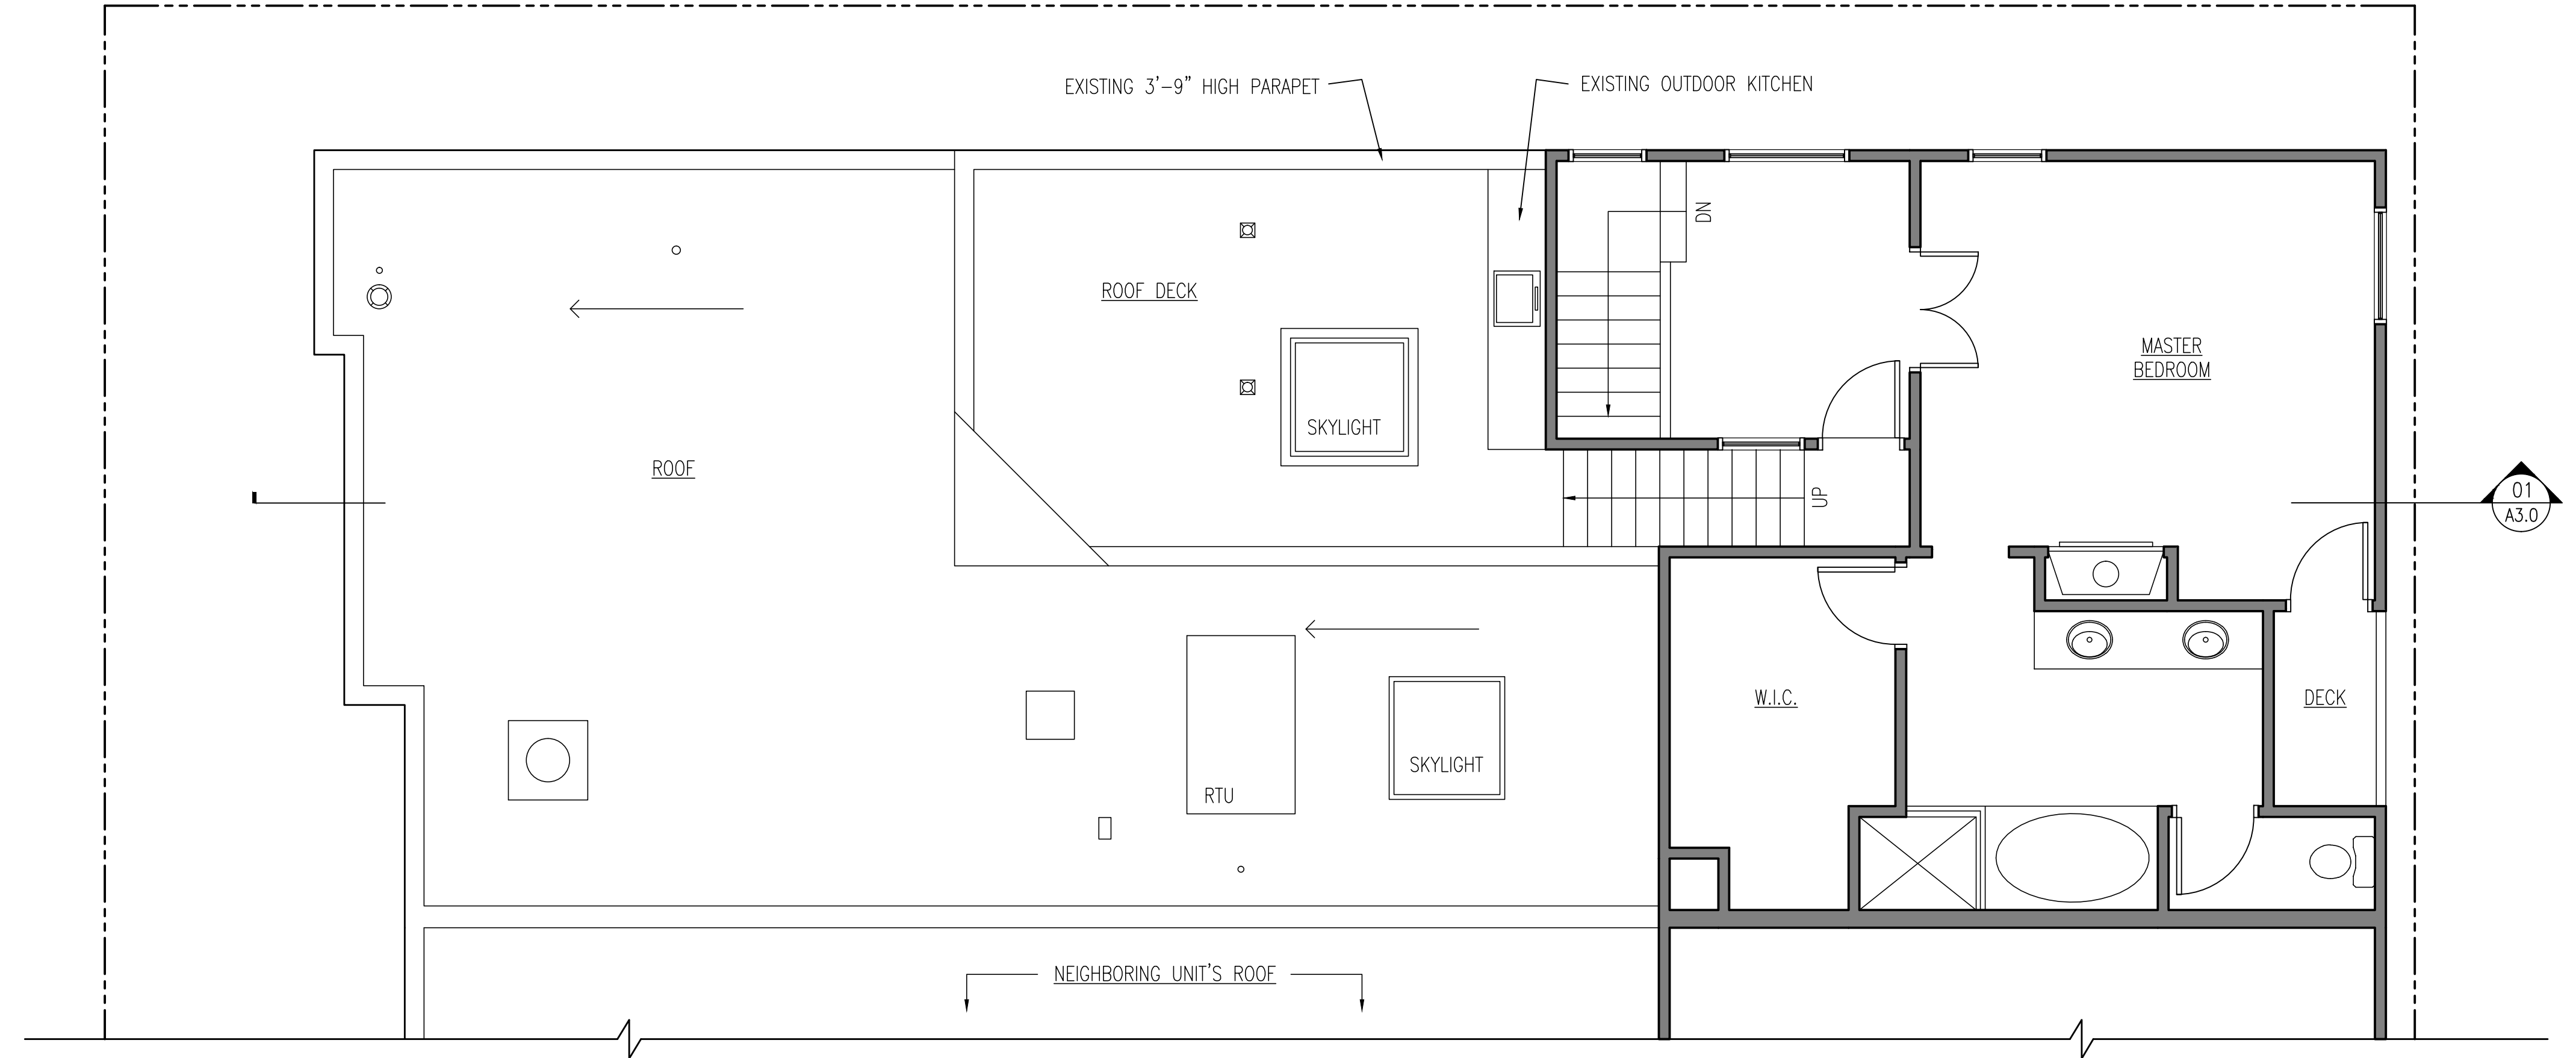 EXISTING 3'-9" HIGH PARAPET
EXISTING OUTDOOR KITCHEN
DN
ROOF DECK
MASTER
BEDROOM
SKYLIGHT
ROOF
UP
01
A3.0
W.I.C.
DECK
SKYLIGHT
RTU
NEIGHBORING UNIT'S ROOF